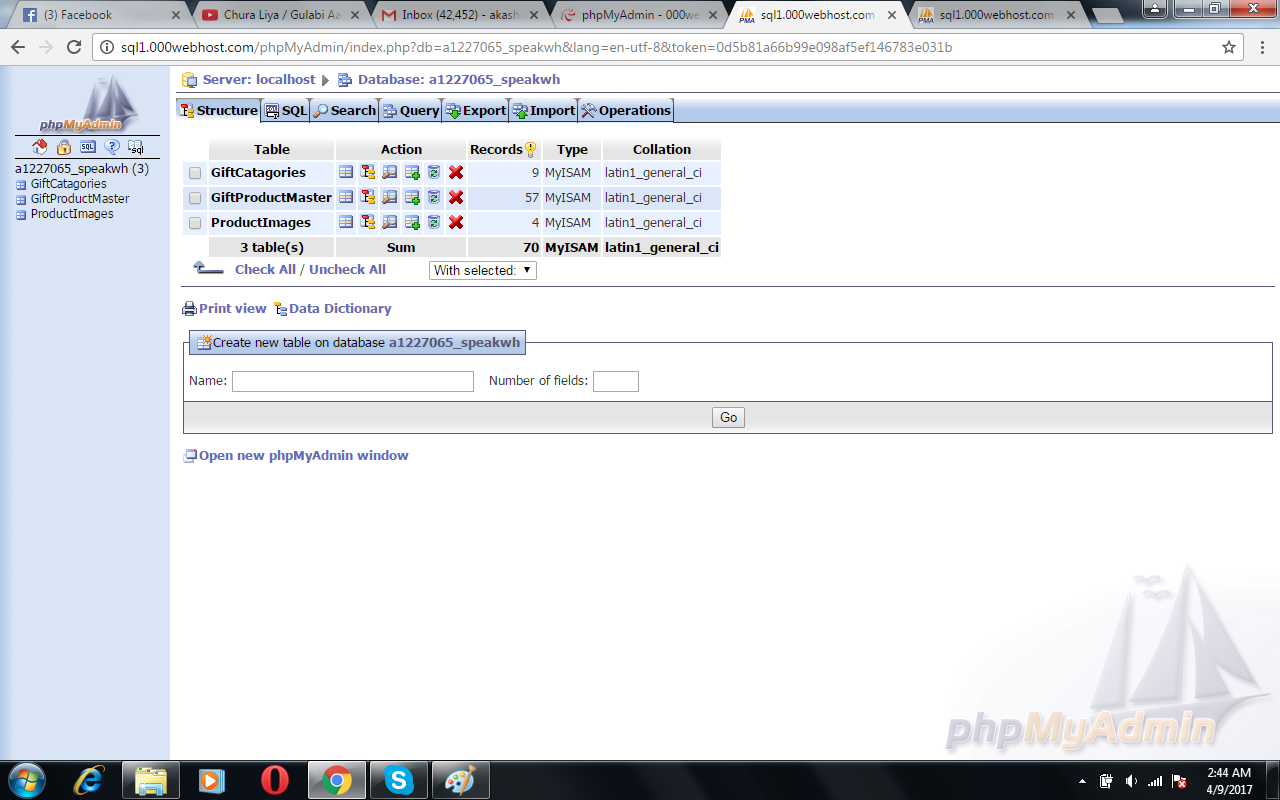 (3) Facebook
Chura Liya / Gulabi Aa
Inbox (42,452) - akash
phpMyAdmin - 000we
sql1.000webhost.com
sql1.000webhost.com
sql1.000webhost.com/phpMyAdmin/index.php?db=a1227065_speakwh&lang=en-utf-8&token=0d5b81a66b99e098af5ef146783e031b
phpMyAdmin
a1227065_speakwh (3)
GiftCatagories
GiftProductMaster
ProductImages
Server: localhost Database: a1227065_speakwh
Structure SQL Search Query Export Import Operations
Table Action Records Type Collation
GiftCatagories 9 MyISAM latin1_general_ci
GiftProductMaster 57 MyISAM latin1_general_ci
ProductImages 4 MyISAM latin1_general_ci
3 table(s) Sum 70 MyISAM latin1_general_ci
Check All / Uncheck All With selected:
Print view Data Dictionary
Create new table on database a1227065_speakwh
Name: Number of fields:
Go
Open new phpMyAdmin window
phpMyAdmin
2:44 AM
4/9/2017